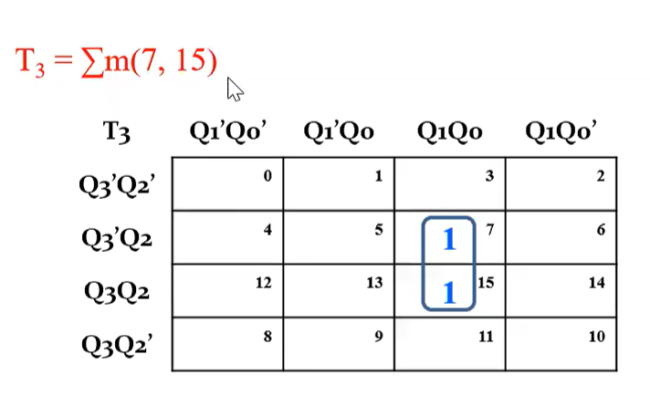 T₃ = ∑m(7, 15)
T3 Q1’Q0’ Q1’Q0 Q1Q0 Q1Q0’
Q3’Q2’ 0 1 3 2
Q3’Q2 4 5 1 7 6
Q3Q2 12 13 1 15 14
Q3Q2’ 8 9 11 10